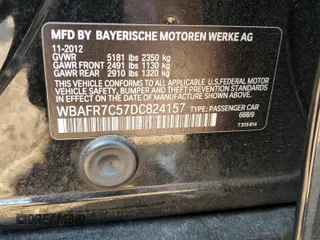 MFD BY BAYERISCHE MOTOREN WERKE AG
11-2012
GVWR 5181 lBS 2350 kg
GAWR FRONT 2491 lBS 1130 kg
GAWR REAR 2910 lBS 1320 kg
THIS VEHICLE CONFORMS TO ALL
APPLICABLE U.S. FEDERAL MOTOR
VEHICLE SAFETY, BUMPER, AND THEFT
PREVENTION STANDARDS IN EFFECT ON
THE DATE OF MANUFACTURE SHOWN ABOVE.
WBAFR7C57DC824157 TYPE: PASSENGER CAR
668/9